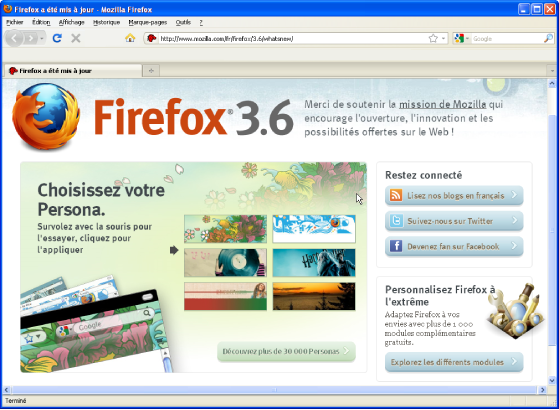 Firefox a été mis à jour - Mozilla Firefox
Fichier Édition Affichage Historique Marque-pages Outils ?
http://www.mozilla.com/fr/firefox/3.6/whatsnew/
Google
Firefox a été mis à jour
Firefox® 3.6
Merci de soutenir la mission de Mozilla qui
encourage l'ouverture, l'innovation et les
possibilités offertes sur le Web !
Choisissez votre
Persona.
Survolez avec la souris pour
l'essayer, cliquez pour
l'appliquer
Google
Découvrez plus de 30 000 Personas
Restez connecté
Lisez nos blogs en français
Suivez-nous sur Twitter
Devenez fan sur Facebook
Personnalisez Firefox à
l'extrême
Adaptez Firefox à vos
envies avec plus de 1 000
modules complémentaires
gratuits.
Explorez les différents modules
Terminé